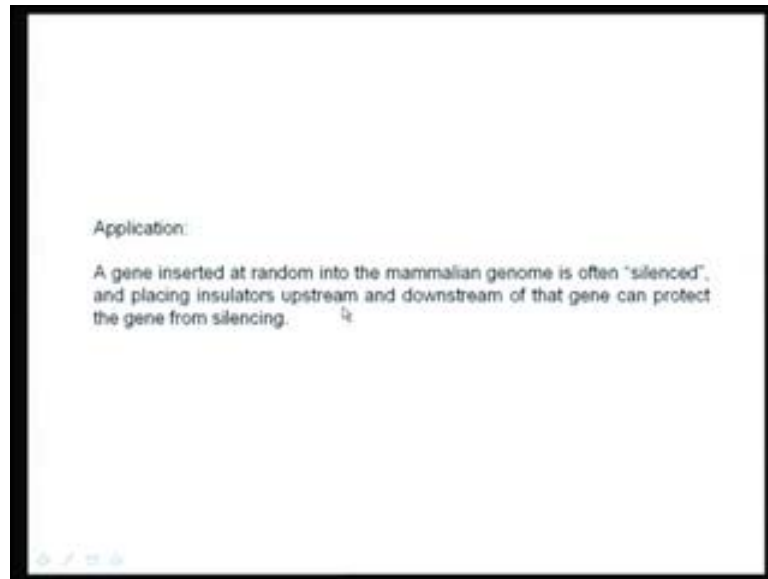 Application:
A gene inserted at random into the mammalian genome is often "silenced",
and placing insulators upstream and downstream of that gene can protect
the gene from silencing.